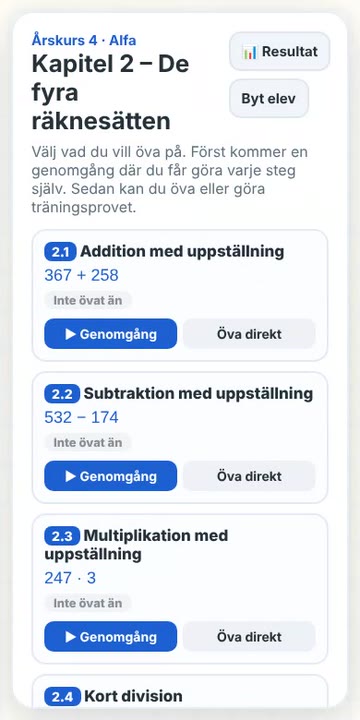 Årskurs 4 · Alfa
Kapitel 2 – De
fyra
räknesätten
📊 Resultat
Byt elev
Välj vad du vill öva på. Först kommer en
genomgång där du får göra varje steg
själv. Sedan kan du öva eller göra
träningsprovet.
2.1 Addition med uppställning
367 + 258
Inte övat än
▶ Genomgång Öva direkt
2.2 Subtraktion med uppställning
532 − 174
Inte övat än
▶ Genomgång Öva direkt
2.3 Multiplikation med
uppställning
247 · 3
Inte övat än
▶ Genomgång Öva direkt
2.4 Kort division